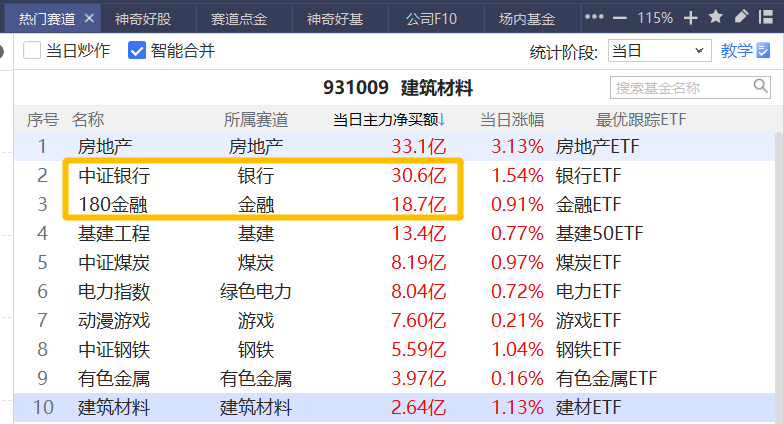 热门赛道 × 神奇好股 赛道点金 神奇好基 公司F10 场内基金 ••• − 115% +
当日炒作 智能合并 统计阶段: 当日 教学
931009 建筑材料 搜索基金名称
序号 名称 所属赛道 当日主力净买额↓ 当日涨幅 最优跟踪ETF
1 房地产 房地产 33.1亿 3.13% 房地产ETF
2 中证银行 银行 30.6亿 1.54% 银行ETF
3 180金融 金融 18.7亿 0.91% 金融ETF
4 基建工程 基建 13.4亿 0.77% 基建50ETF
5 中证煤炭 煤炭 8.19亿 0.97% 煤炭ETF
6 电力指数 绿色电力 8.04亿 0.72% 电力ETF
7 动漫游戏 游戏 7.60亿 0.21% 游戏ETF
8 中证钢铁 钢铁 5.59亿 1.04% 钢铁ETF
9 有色金属 有色金属 3.97亿 0.16% 有色金属ETF
10 建筑材料 建筑材料 2.64亿 1.13% 建材ETF